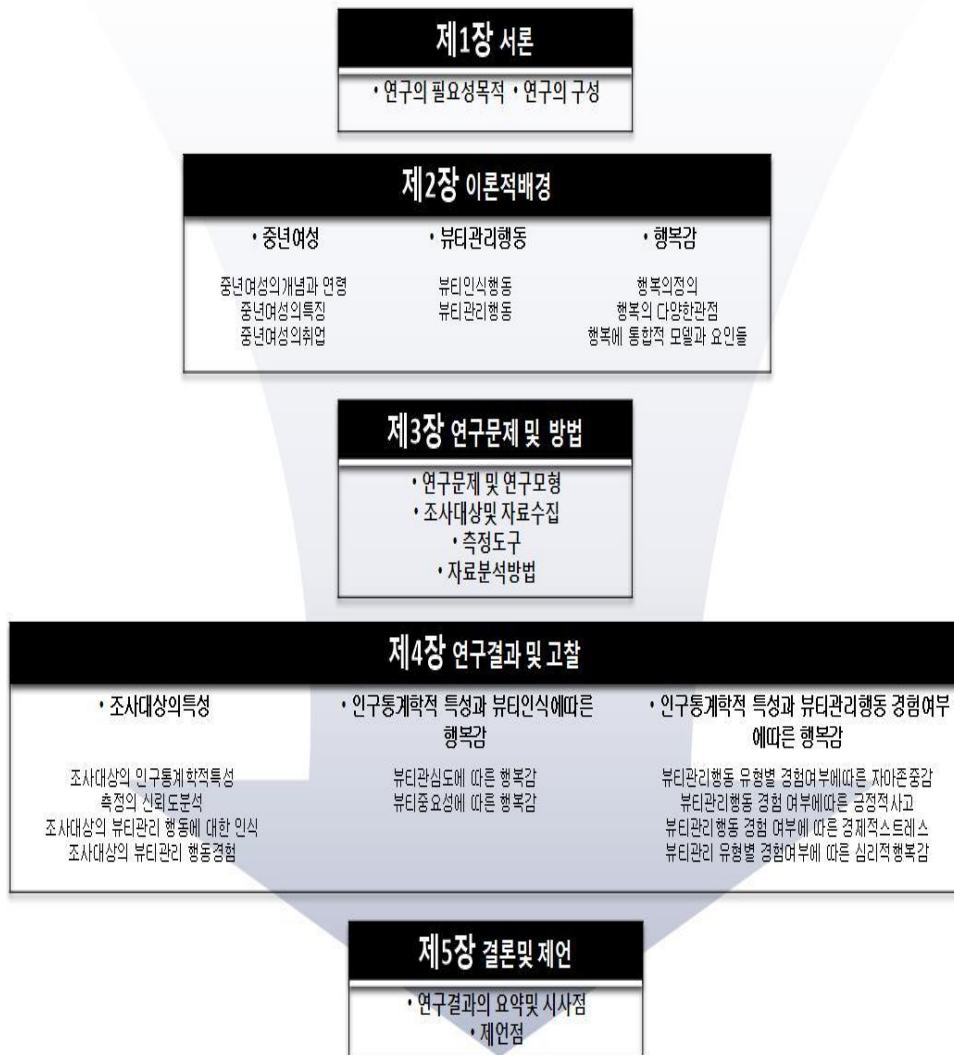 제1장 서론
• 연구의 필요성목적 • 연구의 구성
제2장 이론적배경
• 중년여성
중년여성의개념과 연령
중년여성의특징
중년여성의취업
• 뷰티관리행동
뷰티인식행동
뷰티관리행동
• 행복감
행복의정의
행복의 다양한관점
행복에 통합적 모델과 요인들
제3장 연구문제 및 방법
• 연구문제 및 연구모형
• 조사대상및 자료수집
• 측정도구
• 자료분석방법
제4장 연구결과 및 고찰
• 조사대상의특성
조사대상의 인구통계학적특성
측정의 신뢰도분석
조사대상의 뷰티관리 행동에 대한 인식
조사대상의 뷰티관리 행동경험
• 인구통계학적 특성과 뷰티인식에따른
행복감
뷰티관심도에 따른 행복감
뷰티중요성에 따른 행복감
• 인구통계학적 특성과 뷰티관리행동 경험여부
에따른 행복감
뷰티관리행동 유형별 경험여부에따른 자아존중감
뷰티관리행동 경험 여부에따른 긍정적사고
뷰티관리행동 경험 여부에 따른 경제적스트레스
뷰티관리 유형별 경험여부에 따른 심리적행복감
제5장 결론및 제언
• 연구결과의 요약및 시사점
• 제언점